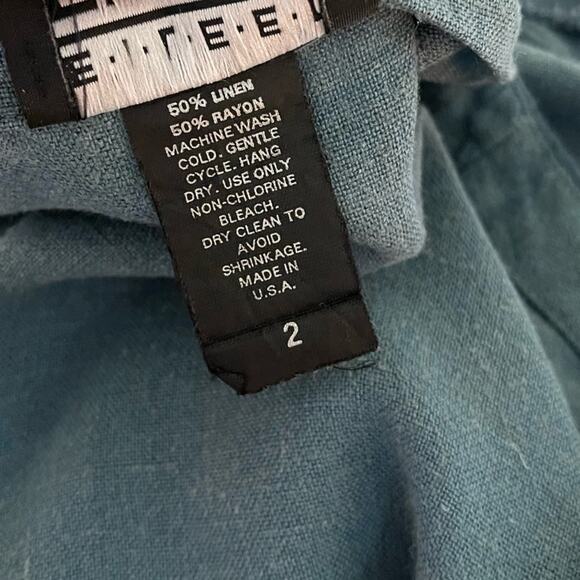 50% LINEN
50% RAYON
MACHINE WASH
COLD. GENTLE
CYCLE. HANG
DRY. USE ONLY
NON-CHLORINE
BLEACH.
DRY CLEAN TO
AVOID
SHRINKAGE.
MADE IN
U.S.A.
2